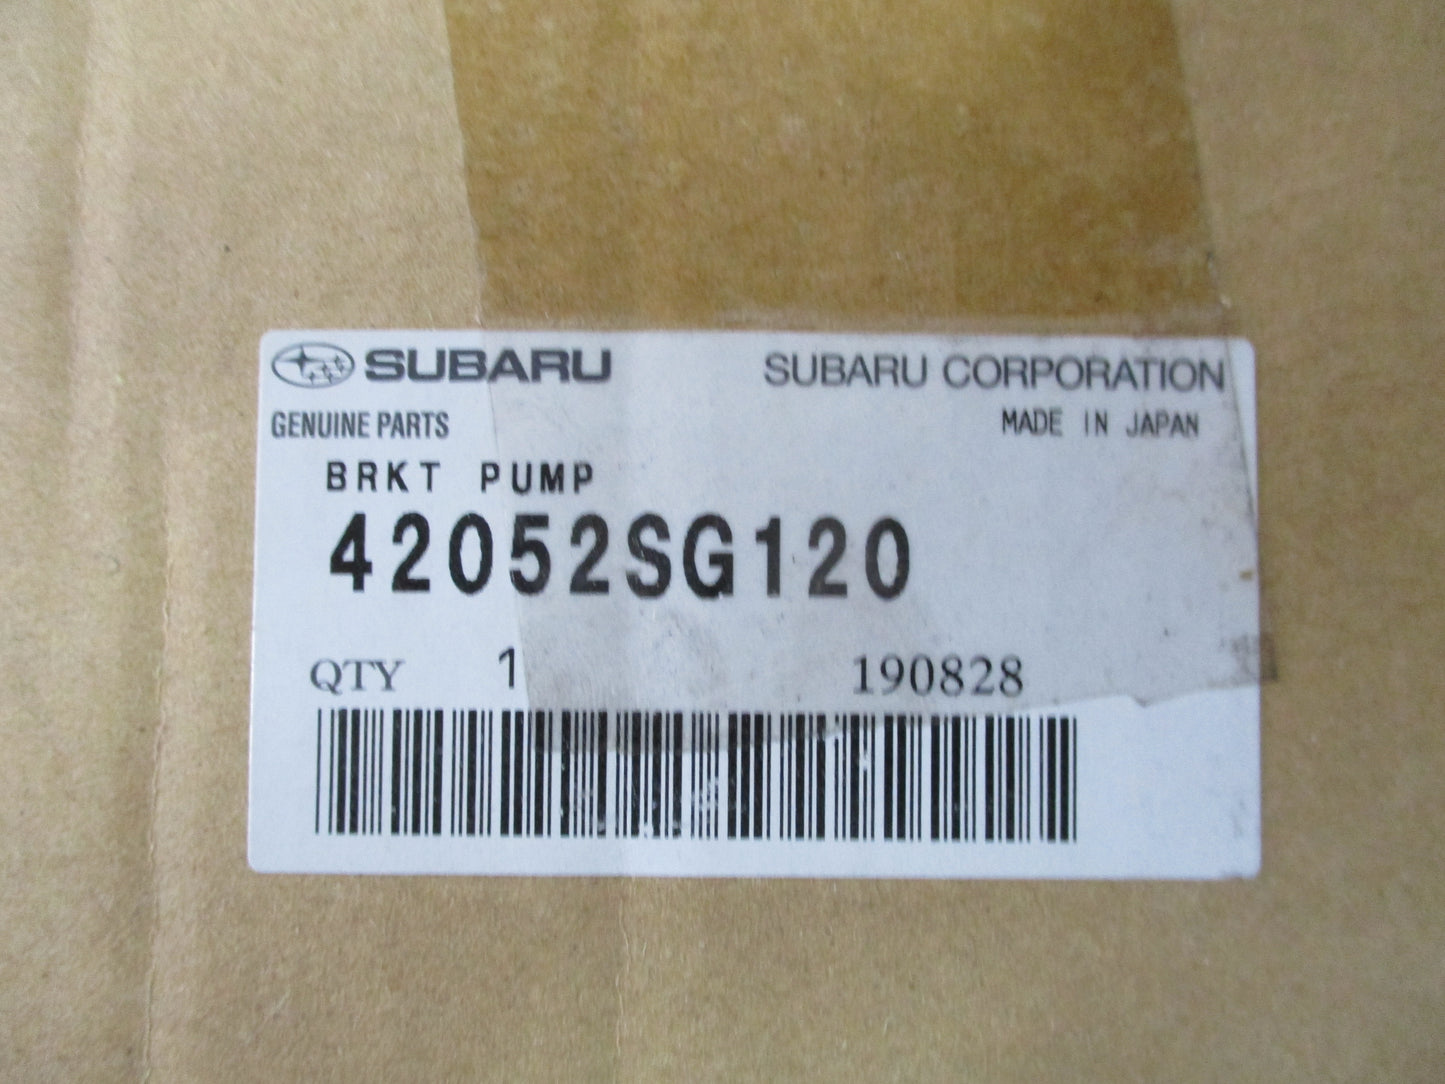 SUBARU SUBARU CORPORATION
GENUINE PARTS MADE IN JAPAN
BRKT PUMP
42052SG120
QTY 1 190828